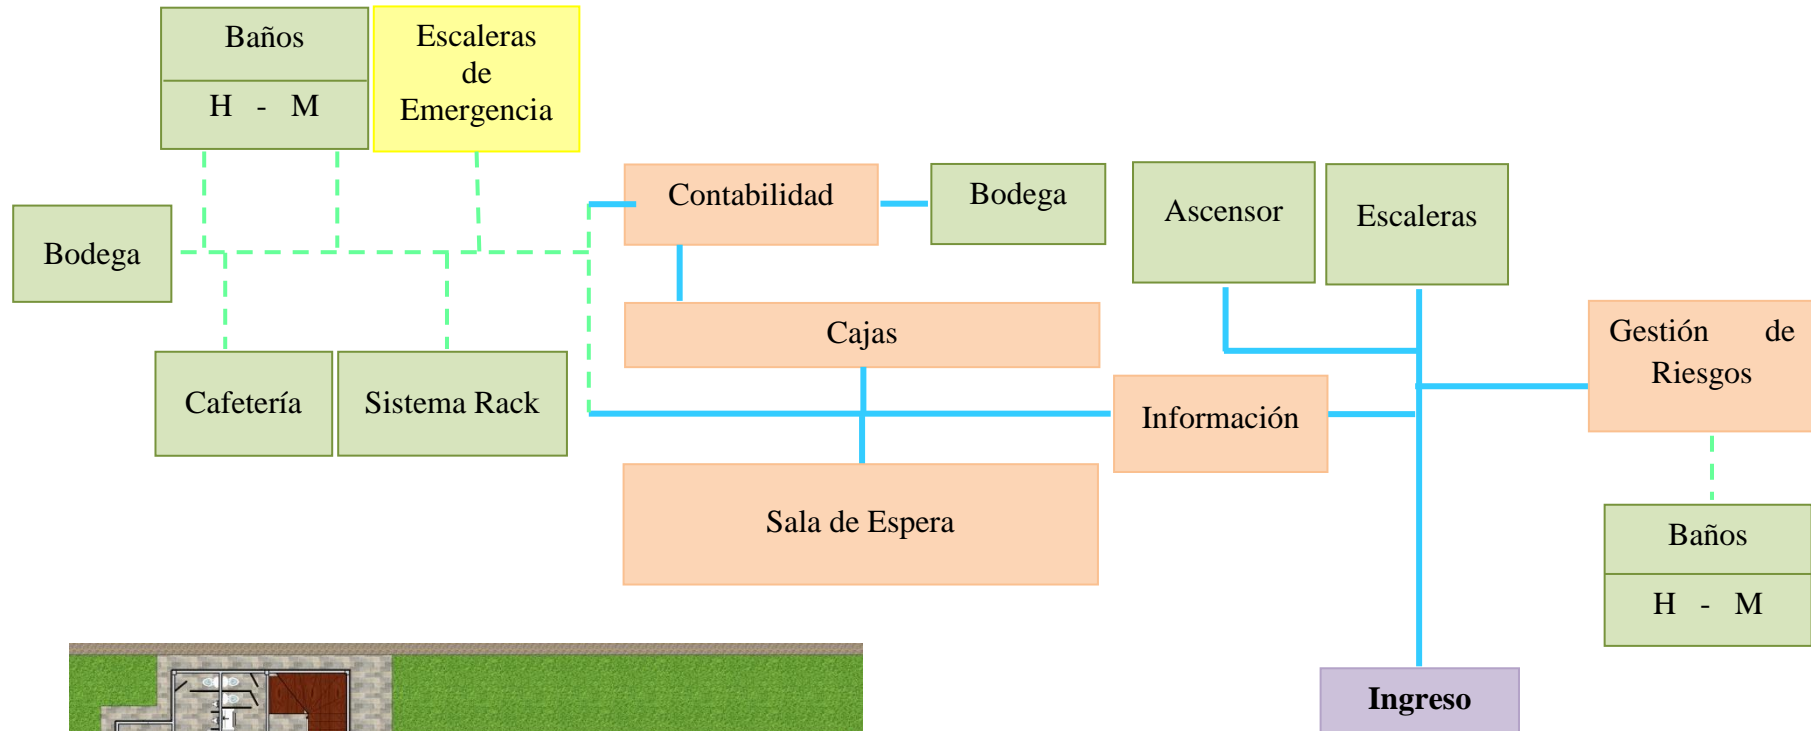 Baños
H - M
Escaleras
de
Emergencia
Contabilidad
Bodega
Ascensor
Escaleras
Bodega
Cajas
Gestión de
Riesgos
Cafetería
Sistema Rack
Información
Sala de Espera
Baños
H - M
Ingreso